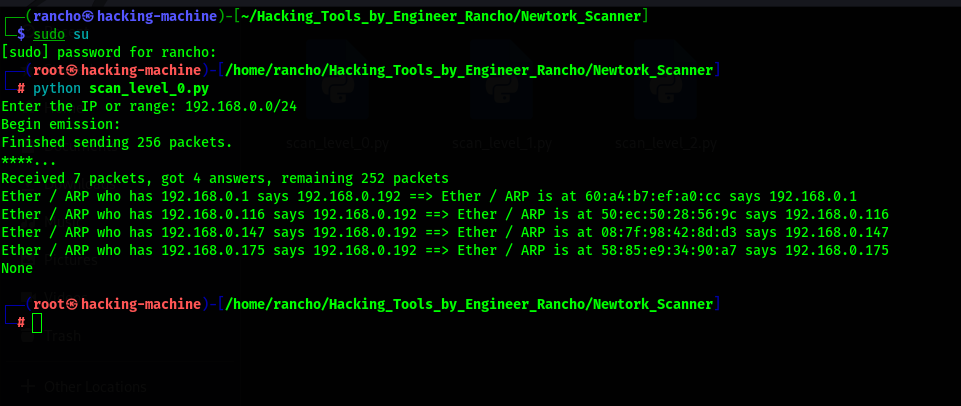 (rancho㉿hacking-machine)-[~/Hacking_Tools_by_Engineer_Rancho/Newtork_Scanner]
$ sudo su
[sudo] password for rancho:
(root㉿hacking-machine)-[/home/rancho/Hacking_Tools_by_Engineer_Rancho/Newtork_Scanner]
# python scan_level_0.py
Enter the IP or range: 192.168.0.0/24
Begin emission:
Finished sending 256 packets.
scan_level_0.py scan_level_1.py scan_level_2.py
****...
Received 7 packets, got 4 answers, remaining 252 packets
Ether / ARP who has 192.168.0.1 says 192.168.0.192 ==> Ether / ARP is at 60:a4:b7:ef:a0:cc says 192.168.0.1
Ether / ARP who has 192.168.0.116 says 192.168.0.192 ==> Ether / ARP is at 50:ec:50:28:56:9c says 192.168.0.116
Ether / ARP who has 192.168.0.147 says 192.168.0.192 ==> Ether / ARP is at 08:7f:98:42:8d:d3 says 192.168.0.147
Ether / ARP who has 192.168.0.175 says 192.168.0.192 ==> Ether / ARP is at 58:85:e9:34:90:a7 says 192.168.0.175
None
(root㉿hacking-machine)-[/home/rancho/Hacking_Tools_by_Engineer_Rancho/Newtork_Scanner]
#
Trash
+ Other Locations